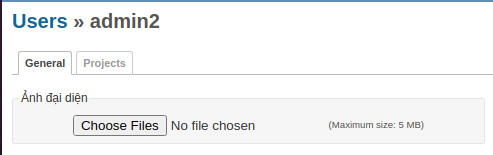 Users » admin2
General Projects
Ảnh đại diện
Choose Files No file chosen (Maximum size: 5 MB)